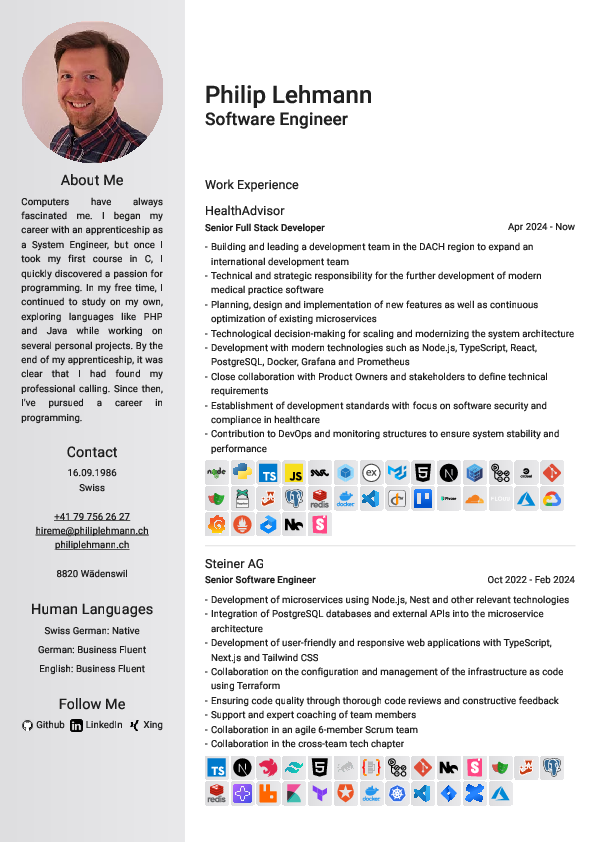 Philip Lehmann
Software Engineer
About Me
Computers have always
fascinated me. I began my
career with an apprenticeship as
a System Engineer, but once I
took my first course in C, I
quickly discovered a passion for
programming. In my free time, I
continued to study on my own,
exploring languages like PHP
and Java while working on
several personal projects. By the
end of my apprenticeship, it was
clear that I had found my
professional calling. Since then,
I've pursued a career in
programming.
Contact
16.09.1986
Swiss
+41 79 756 26 27
hireme@philiplehmann.ch
philiplehmann.ch
8820 Wädenswil
Human Languages
Swiss German: Native
German: Business Fluent
English: Business Fluent
Follow Me
Github LinkedIn Xing
Work Experience
HealthAdvisor
Senior Full Stack Developer Apr 2024 - Now
- Building and leading a development team in the DACH region to expand an
international development team
- Technical and strategic responsibility for the further development of modern
medical practice software
- Planning, design and implementation of new features as well as continuous
optimization of existing microservices
- Technological decision-making for scaling and modernizing the system architecture
- Development with modern technologies such as Node.js, TypeScript, React,
PostgreSQL, Docker, Grafana and Prometheus
- Close collaboration with Product Owners and stakeholders to define technical
requirements
- Establishment of development standards with focus on software security and
compliance in healthcare
- Contribution to DevOps and monitoring structures to ensure system stability and
performance
node TS JS ex
redis docker
Steiner AG
Senior Software Engineer Oct 2022 - Feb 2024
- Development of microservices using Node.js, Nest and other relevant technologies
- Integration of PostgreSQL databases and external APIs into the microservice
architecture
- Development of user-friendly and responsive web applications with TypeScript,
Next.js and Tailwind CSS
- Collaboration on the configuration and management of the infrastructure as code
using Terraform
- Ensuring code quality through thorough code reviews and constructive feedback
- Support and expert coaching of team members
- Collaboration in an agile 6-member Scrum team
- Collaboration in the cross-team tech chapter
TS
redis docker